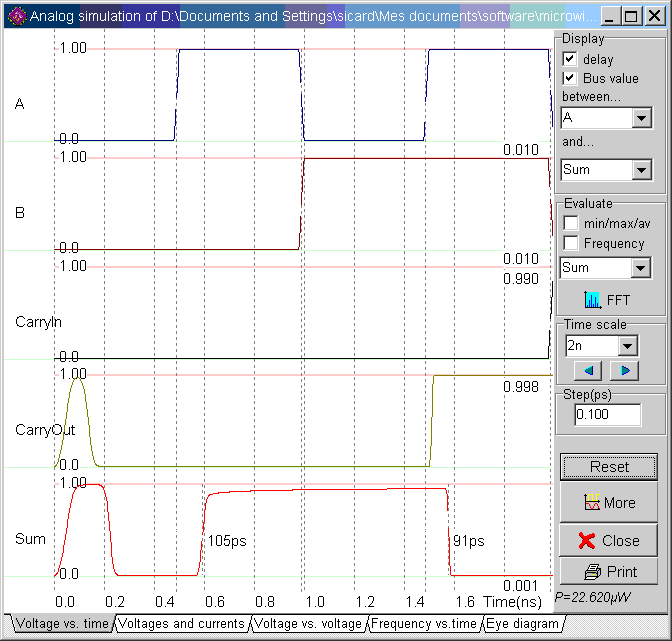 Analog simulation of D:\Documents and Settings\sicard\Mes documents\software\microwi...
Display
delay
Bus value
between...
A
and...
Sum
Evaluate
min/max/av
Frequency
Sum
FFT
Time scale
2n
Step(ps)
0.100
Reset
More
Close
Print
P=22.620µW
1.00
A
0.0
0.010
1.00
B
0.0
0.010
1.00
0.990
CarryIn
0.0
1.00
0.998
CarryOut
0.0
1.00
Sum
105ps
91ps
0.0
0.001
0.0 0.2 0.4 0.6 0.8 1.0 1.2 1.4 1.6 Time(ns)
Voltage vs. time Voltages and currents Voltage vs. voltage Frequency vs.time Eye diagram